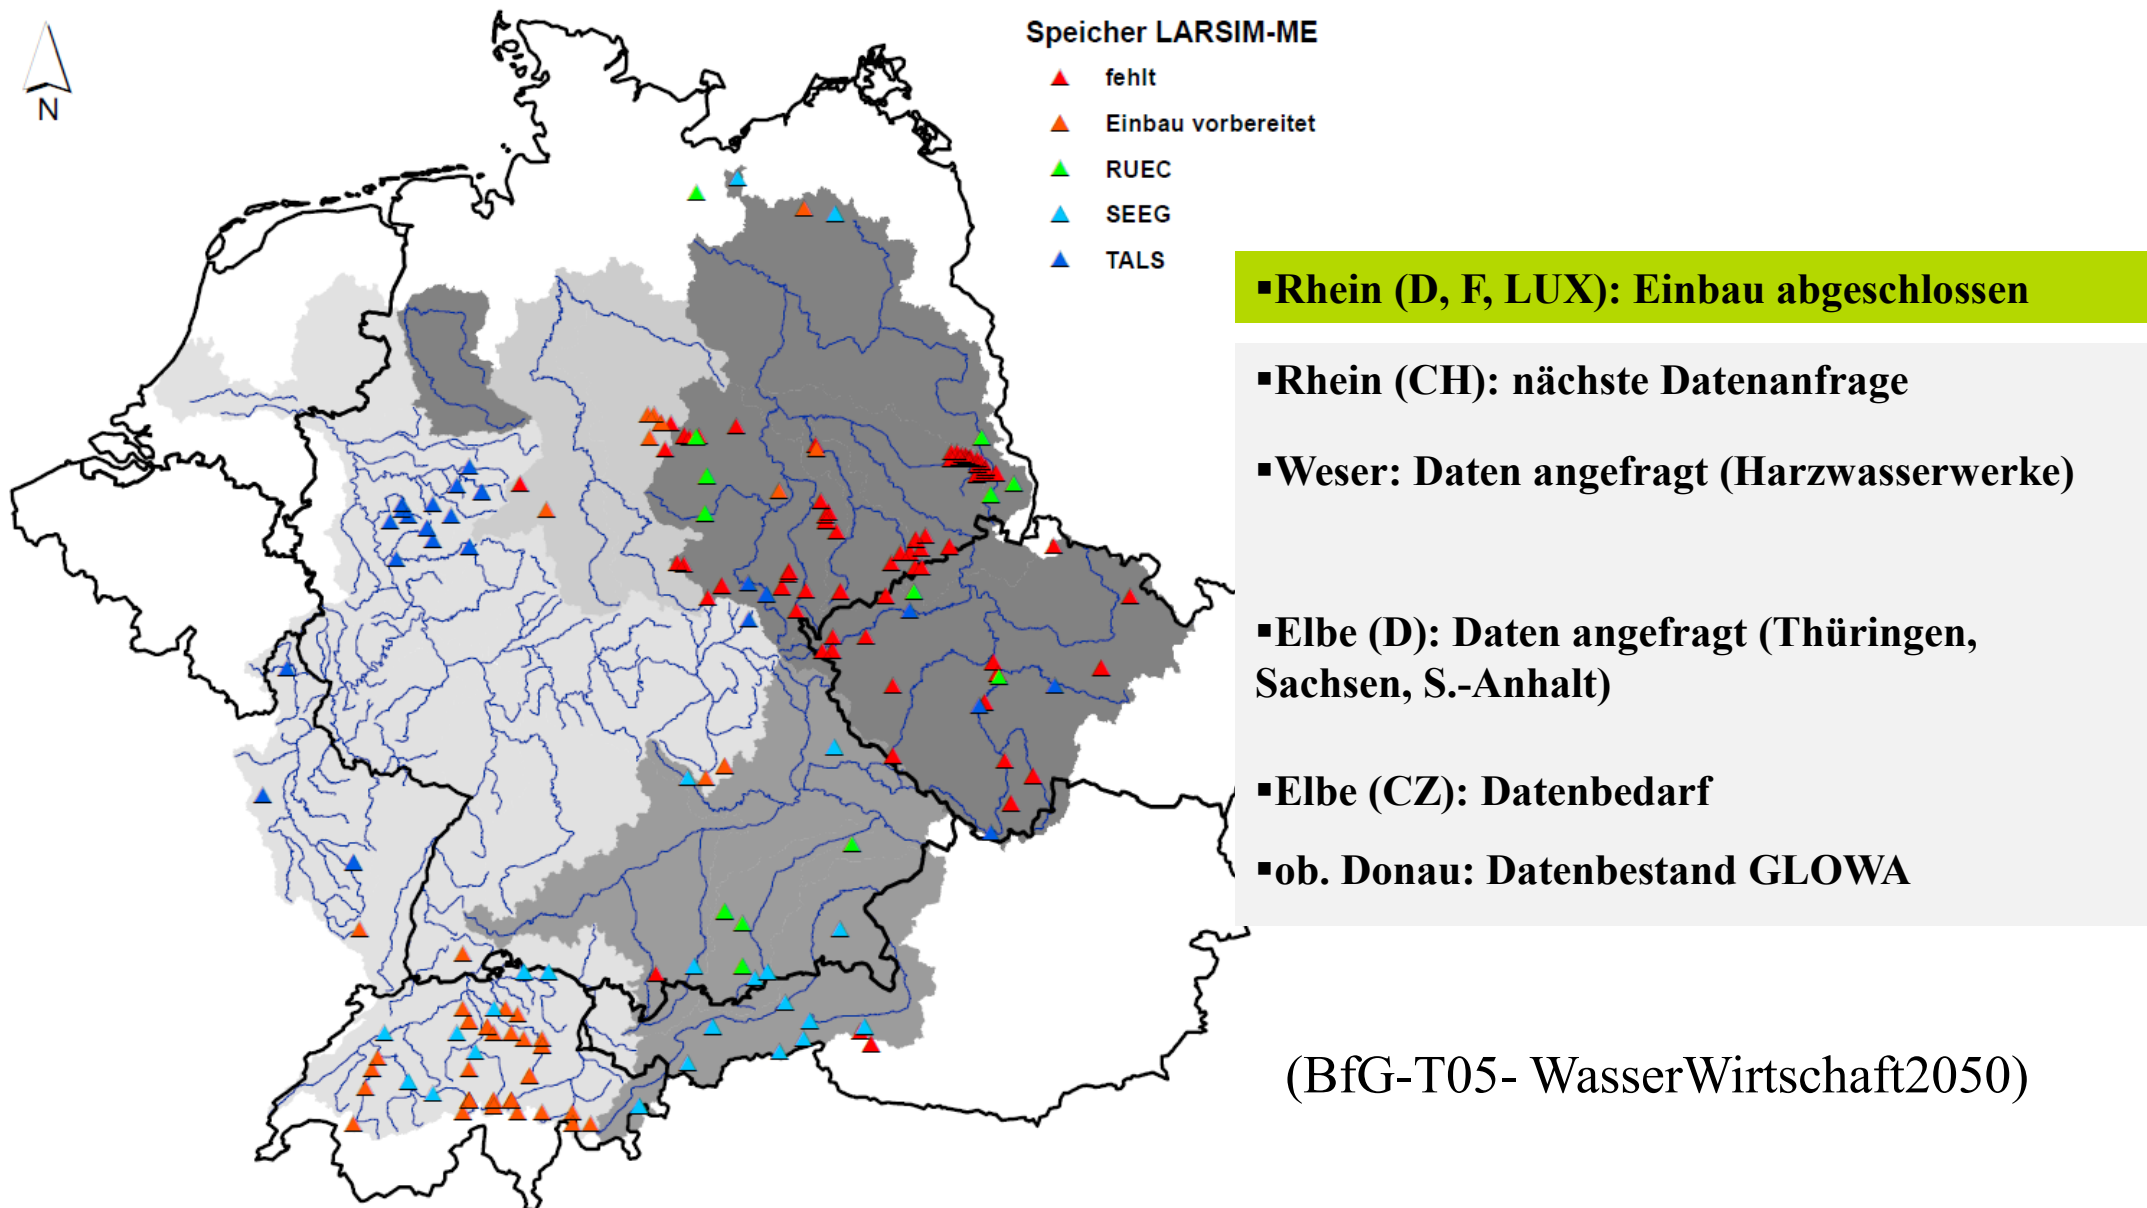 N
Speicher LARSIM-ME
fehlt
Einbau vorbereitet
RUEC
SEEG
TALS
▪Rhein (D, F, LUX): Einbau abgeschlossen
▪Rhein (CH): nächste Datenanfrage
▪Weser: Daten angefragt (Harzwasserwerke)
▪Elbe (D): Daten angefragt (Thüringen,
Sachsen, S.-Anhalt)
▪Elbe (CZ): Datenbedarf
▪ob. Donau: Datenbestand GLOWA
(BfG-T05- WasserWirtschaft2050)